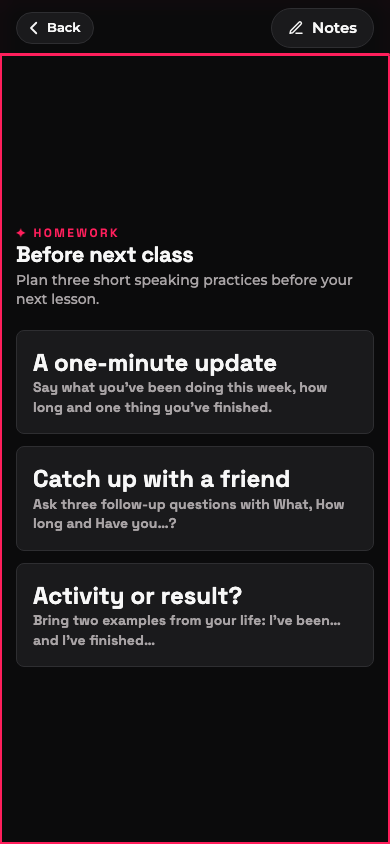 Back
Notes
HOMEWORK
Before next class
Plan three short speaking practices before your
next lesson.
A one-minute update
Say what you've been doing this week, how
long and one thing you've finished.
Catch up with a friend
Ask three follow-up questions with What, How
long and Have you…?
Activity or result?
Bring two examples from your life: I've been…
and I've finished…